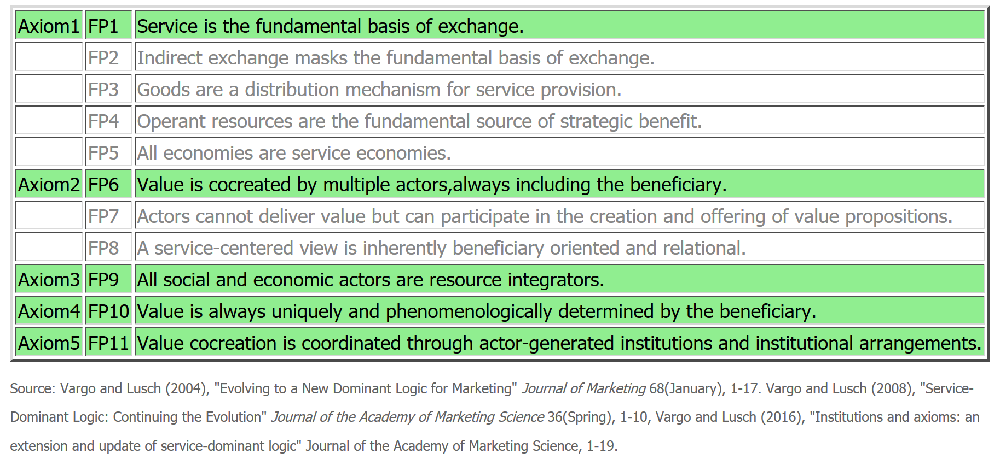 Axiom1 FP1 Service is the fundamental basis of exchange.
FP2 Indirect exchange masks the fundamental basis of exchange.
FP3 Goods are a distribution mechanism for service provision.
FP4 Operant resources are the fundamental source of strategic benefit.
FP5 All economies are service economies.
Axiom2 FP6 Value is cocreated by multiple actors,always including the beneficiary.
FP7 Actors cannot deliver value but can participate in the creation and offering of value propositions.
FP8 A service-centered view is inherently beneficiary oriented and relational.
Axiom3 FP9 All social and economic actors are resource integrators.
Axiom4 FP10 Value is always uniquely and phenomenologically determined by the beneficiary.
Axiom5 FP11 Value cocreation is coordinated through actor-generated institutions and institutional arrangements.
Source: Vargo and Lusch (2004), "Evolving to a New Dominant Logic for Marketing" Journal of Marketing 68(January), 1-17. Vargo and Lusch (2008), "Service-
Dominant Logic: Continuing the Evolution" Journal of the Academy of Marketing Science 36(Spring), 1-10, Vargo and Lusch (2016), "Institutions and axioms: an
extension and update of service-dominant logic" Journal of the Academy of Marketing Science, 1-19.